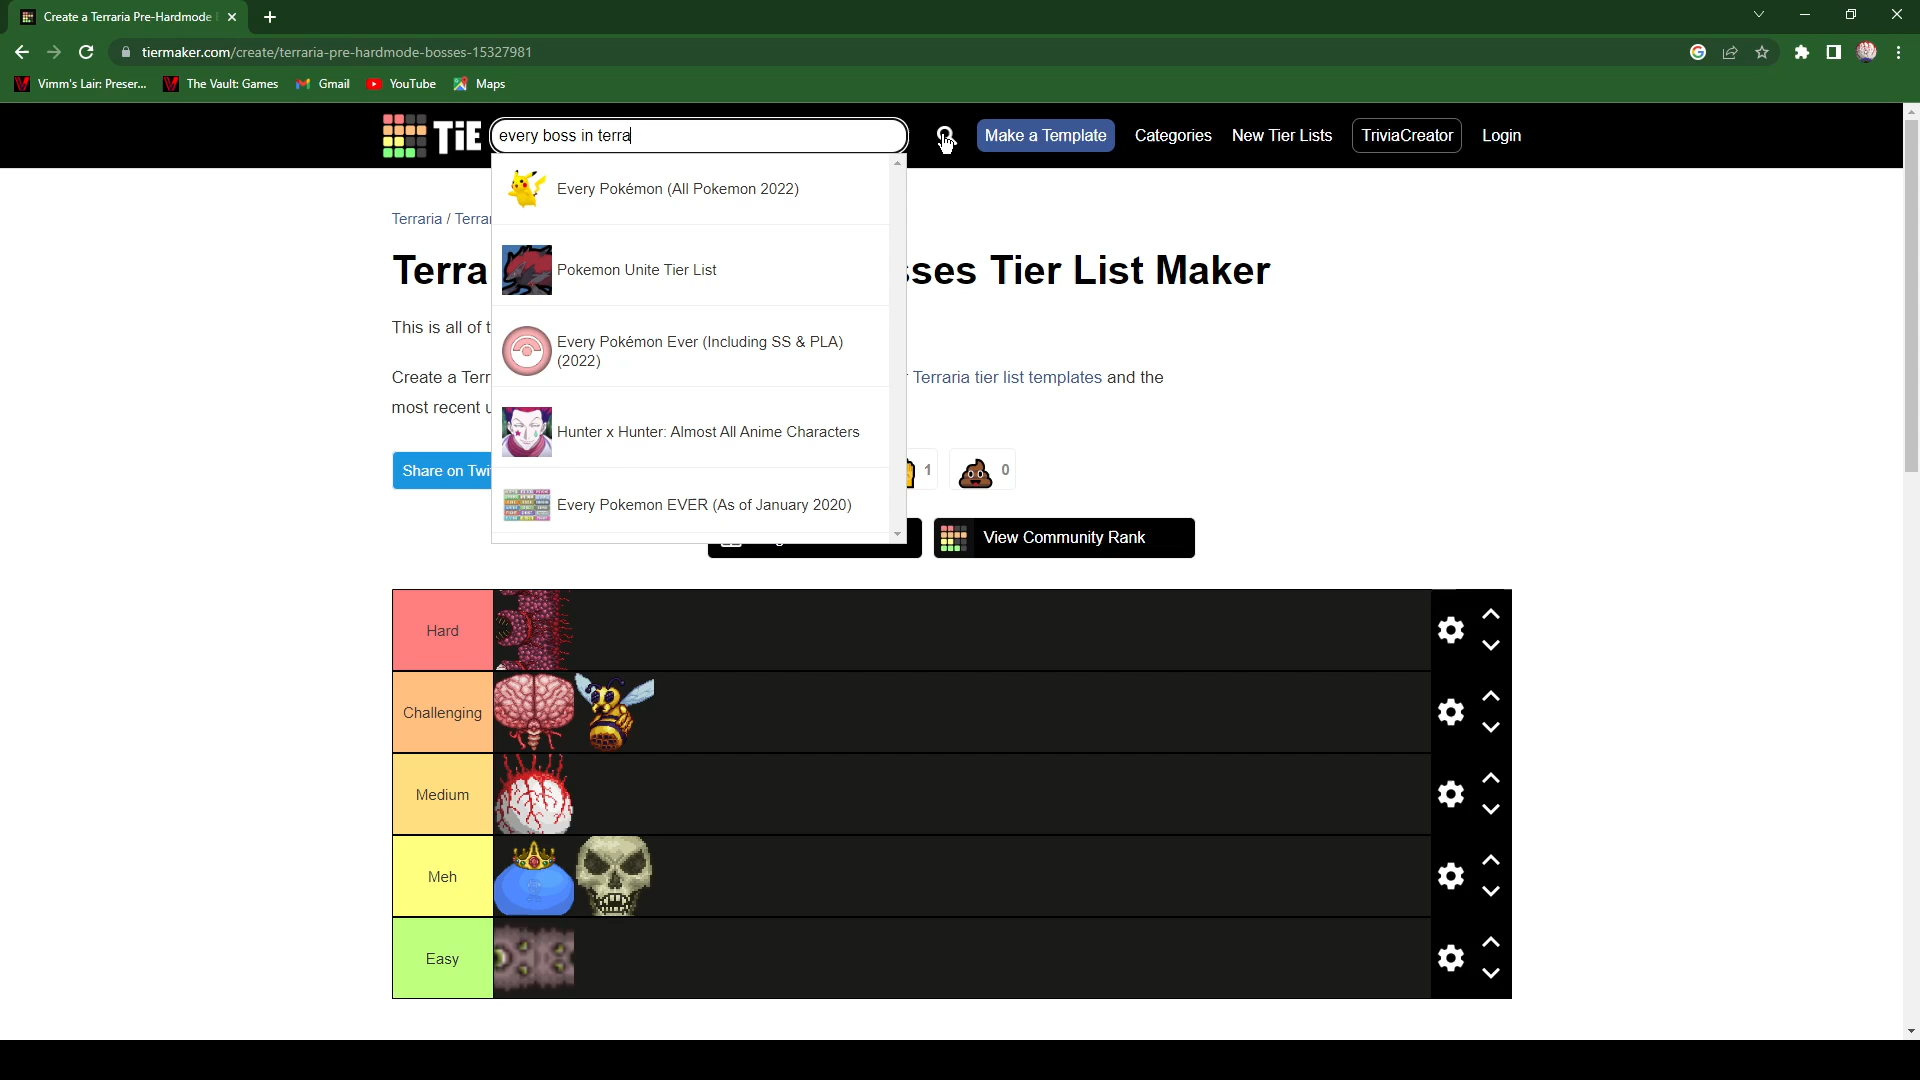 Create a Terraria Pre-Hardmode
tiermaker.com/create/terraria-pre-hardmode-bosses-15327981
Vimm's Lair: Preser... The Vault: Games Gmail YouTube Maps
TiE every boss in terra Make a Template Categories New Tier Lists TriviaCreator Login
Every Pokémon (All Pokemon 2022)
Terraria / Terrar
Terra sses Tier List Maker
Pokemon Unite Tier List
This is all of t
Every Pokémon Ever (Including SS & PLA)
(2022)
Create a Terr Terraria tier list templates and the
most recent u
Hunter x Hunter: Almost All Anime Characters
Share on Twi 1 0
Every Pokemon EVER (As of January 2020)
View Community Rank
Hard
Challenging
Medium
Meh
Easy